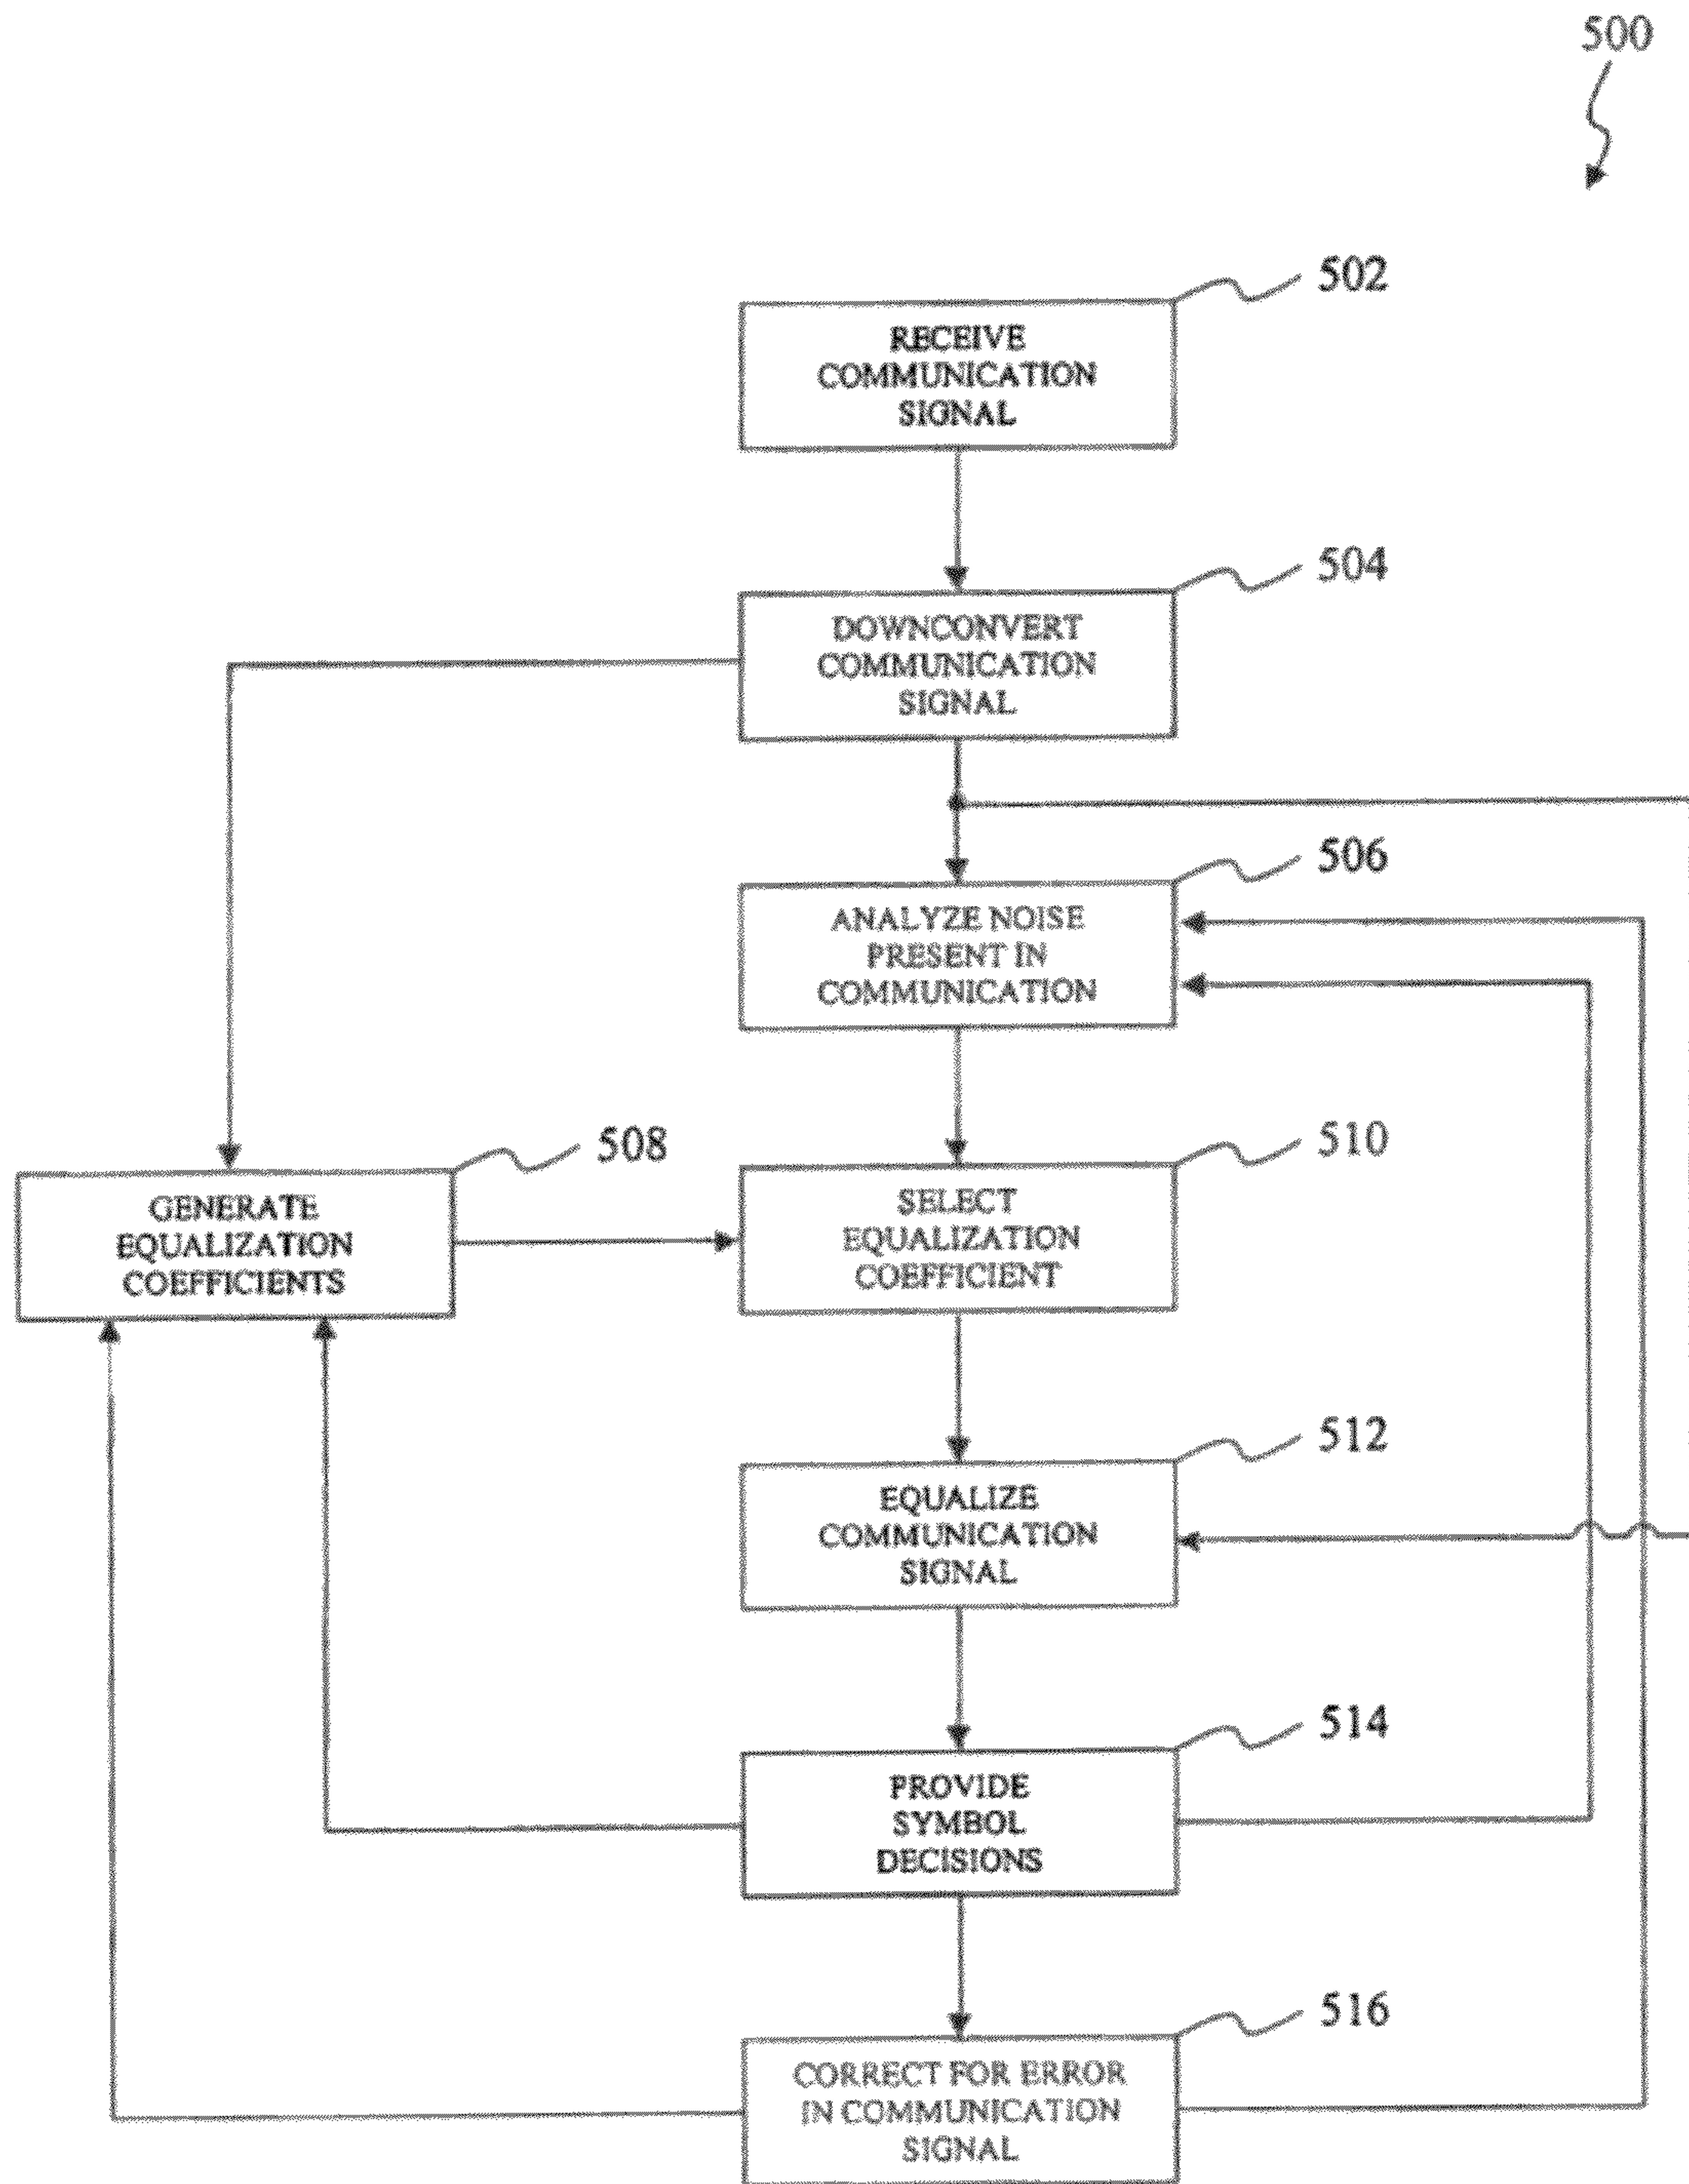 500
502
RECEIVE
COMMUNICATION
SIGNAL
504
DOWNCONVERT
COMMUNICATION
SIGNAL
506
ANALYZE NOISE
PRESENT IN
COMMUNICATION
508
GENERATE
EQUALIZATION
COEFFICIENTS
510
SELECT
EQUALIZATION
COEFFICIENT
512
EQUALIZE
COMMUNICATION
SIGNAL
514
PROVIDE
SYMBOL
DECISIONS
516
CORRECT FOR ERROR
IN COMMUNICATION
SIGNAL